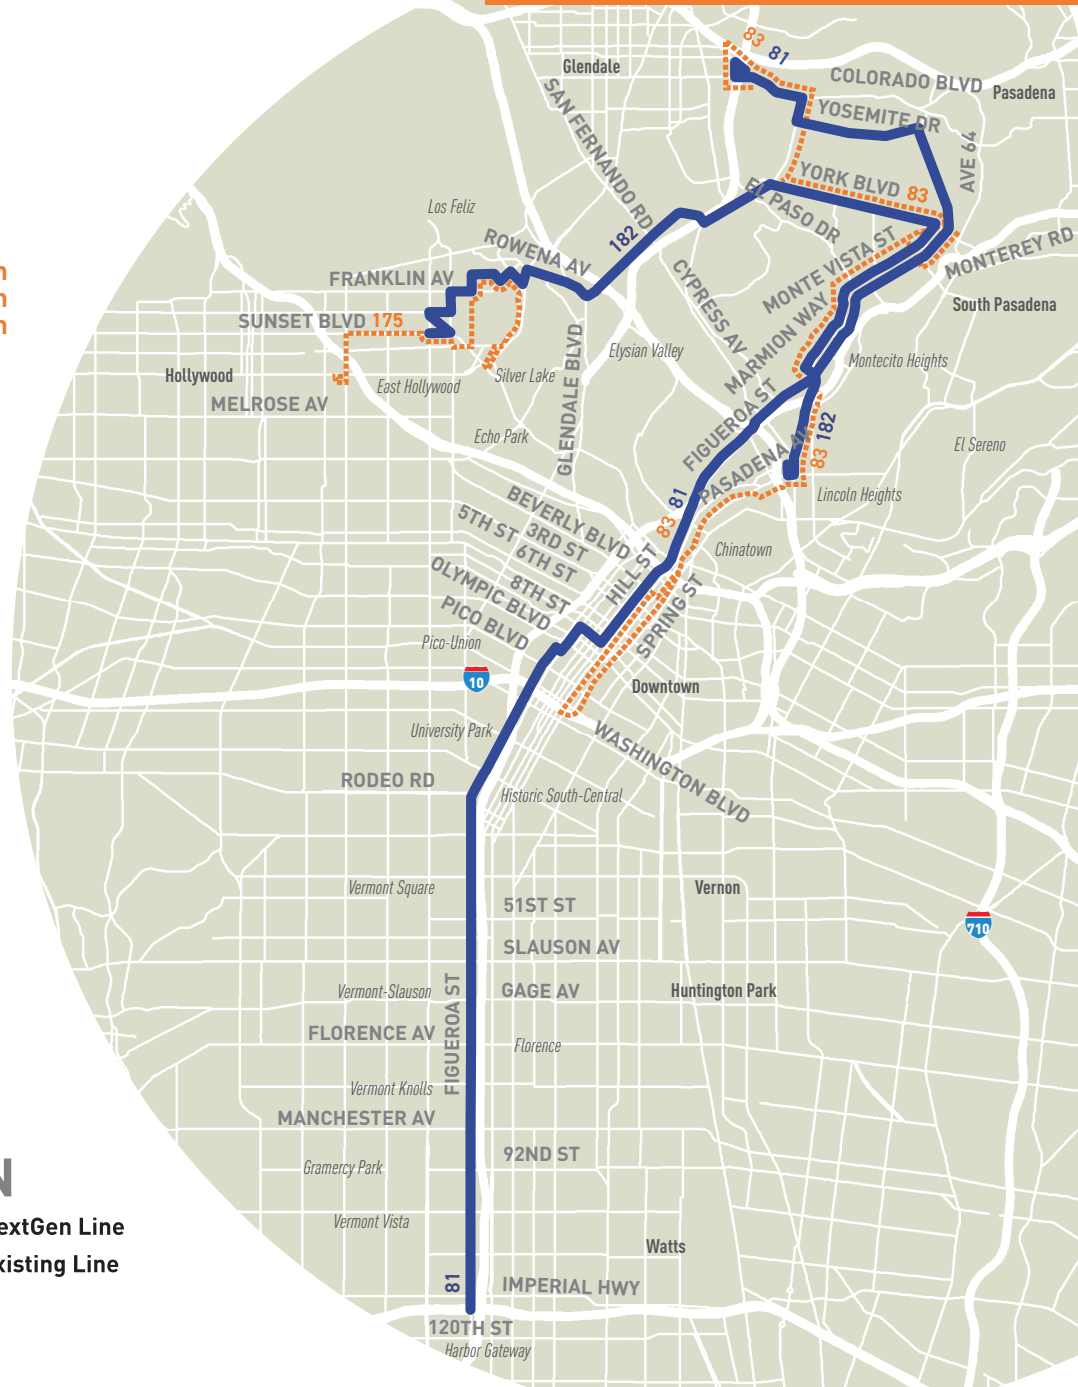 83
81
Glendale
COLORADO BLVD
Pasadena
SAN FERNANDO RD
YOSEMITE DR
AVE 64
YORK BLVD 83
EL PASO DR
Los Feliz
ROWENA AV
182
MONTE VISTA ST
MONTEREY RD
FRANKLIN AV
CYPRESS AV
South Pasadena
SUNSET BLVD 175
MARMION WAY
Elysian Valley
Montecito Heights
Hollywood
East Hollywood
Silver Lake
GLENDALE BLVD
MELROSE AV
FIGUEROA ST
Echo Park
PASADENA AV
83 182
El Sereno
Lincoln Heights
BEVERLY BLVD
83 81
5TH ST
3RD ST
6TH ST
Chinatown
OLYMPIC BLVD
8TH ST
HILL ST
SPRING ST
PICO BLVD
Pico-Union
10
Downtown
University Park
WASHINGTON BLVD
RODEO RD
Historic South-Central
Vermont Square
Vernon
51ST ST
710
SLAUSON AV
Vermont-Slauson
GAGE AV
Huntington Park
FIGUEROA ST
FLORENCE AV
Florence
Vermont Knolls
MANCHESTER AV
92ND ST
Gramercy Park
Vermont Vista
Watts
81
IMPERIAL HWY
120TH ST
Harbor Gateway
n
n
n
N
extGen Line
xisting Line